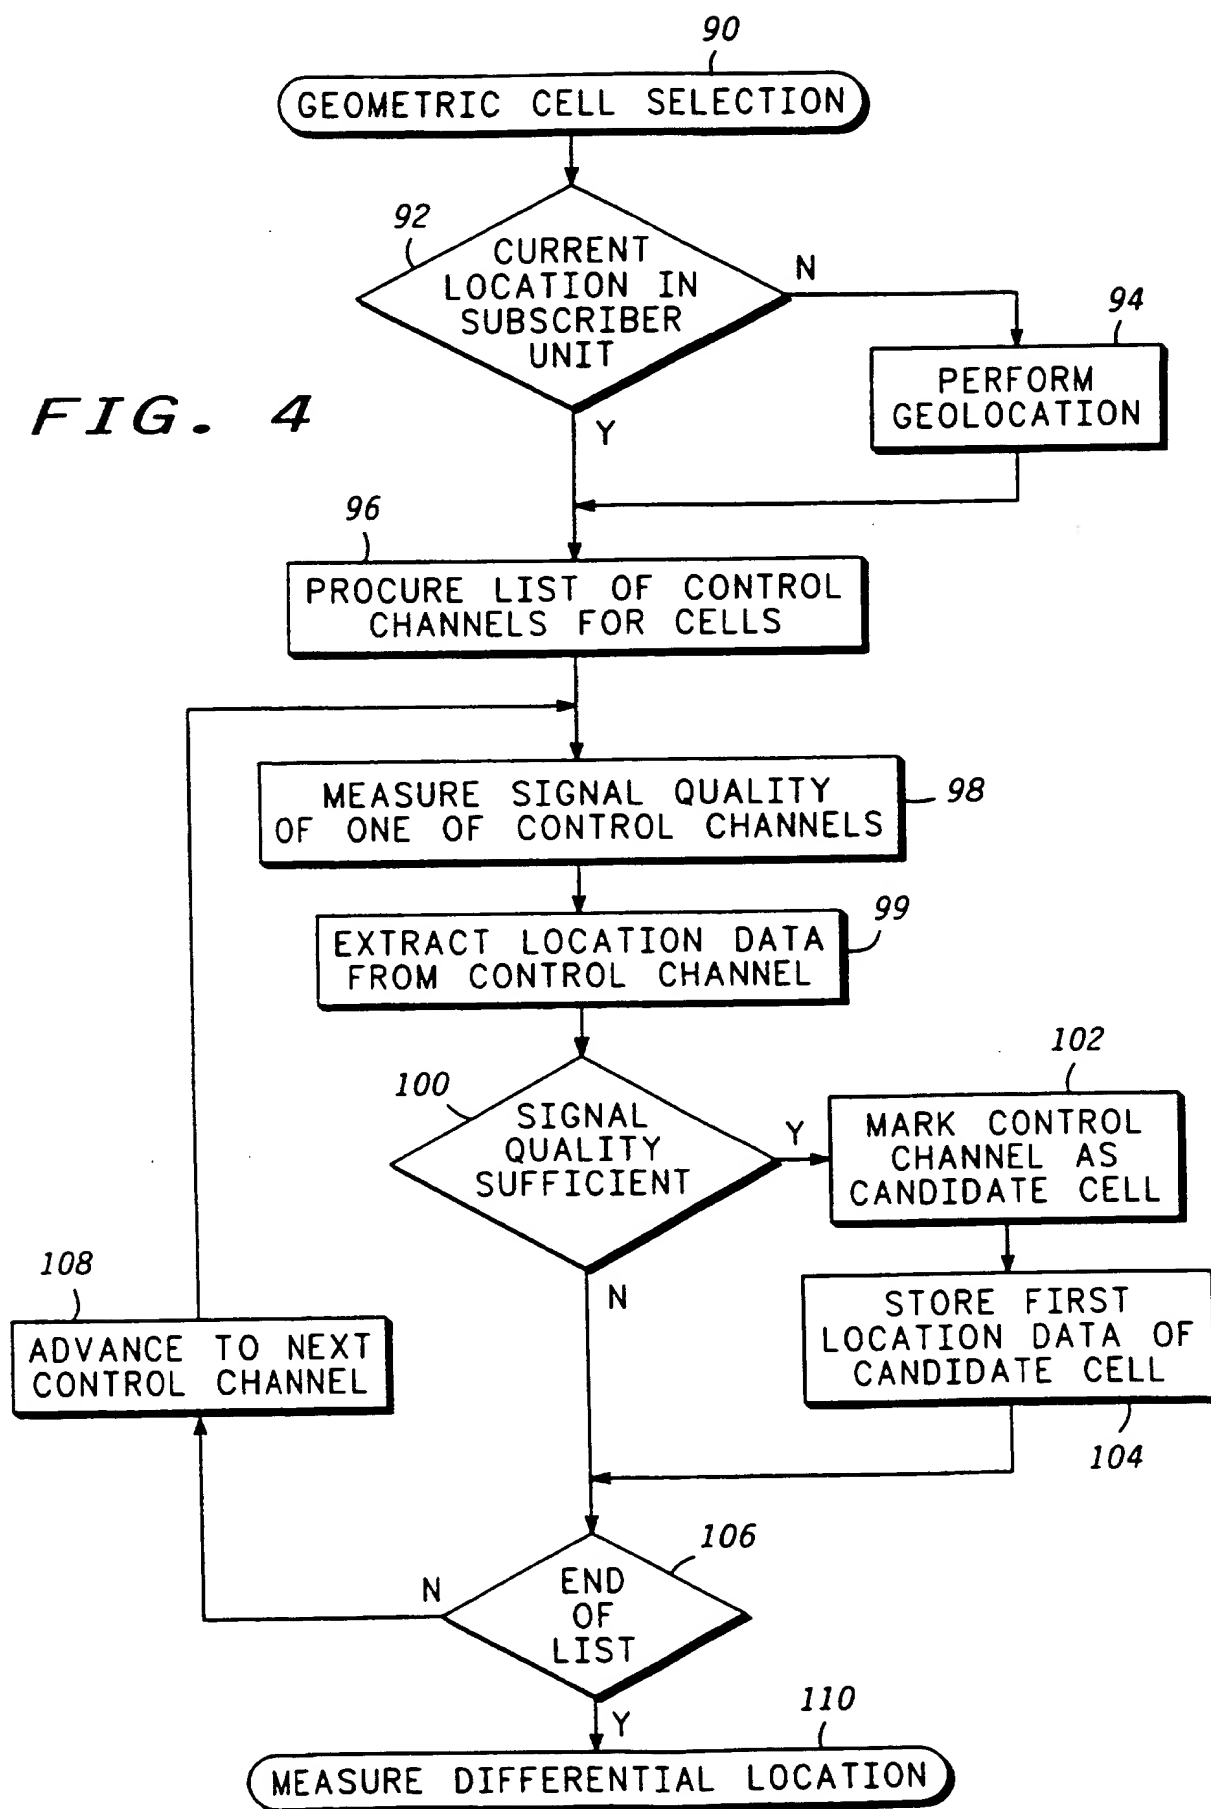 90
GEOMETRIC CELL SELECTION
92
CURRENT
LOCATION IN
SUBSCRIBER
UNIT
N
94
PERFORM
GEOLOCATION
FIG. 4
Y
96
PROCURE LIST OF CONTROL
CHANNELS FOR CELLS
MEASURE SIGNAL QUALITY
OF ONE OF CONTROL CHANNELS
98
99
EXTRACT LOCATION DATA
FROM CONTROL CHANNEL
100
SIGNAL
QUALITY
SUFFICIENT
Y
102
MARK CONTROL
CHANNEL AS
CANDIDATE CELL
N
108
ADVANCE TO NEXT
CONTROL CHANNEL
STORE FIRST
LOCATION DATA OF
CANDIDATE CELL
104
106
END
OF
LIST
N
Y
110
MEASURE DIFFERENTIAL LOCATION